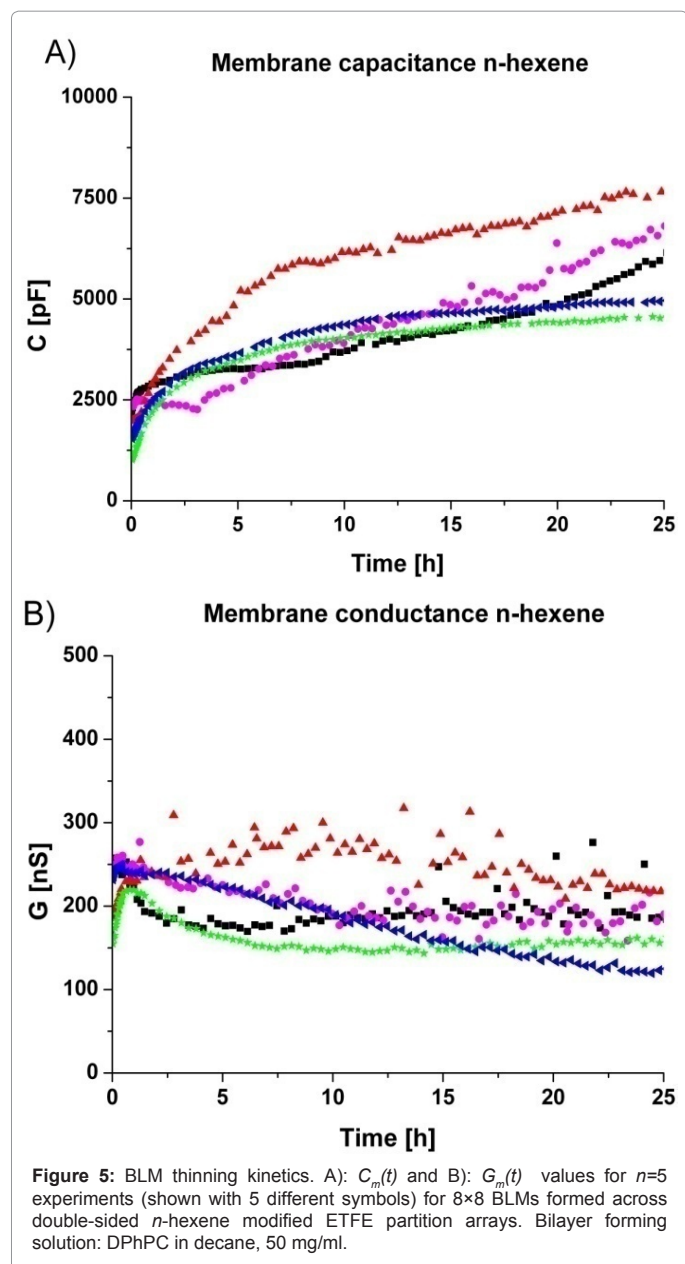 A)
Membrane capacitance n-hexene
10000
7500
5000
2500
0
C [pF]
0 5 10 15 20 25
Time [h]
B)
Membrane conductance n-hexene
500
400
300
200
100
0
G [nS]
0 5 10 15 20 25
Time [h]
Figure 5: BLM thinning kinetics. A): Cm(t) and B): Gm(t) values for n=5
experiments (shown with 5 different symbols) for 8×8 BLMs formed across
double-sided n-hexene modified ETFE partition arrays. Bilayer forming
solution: DPhPC in decane, 50 mg/ml.